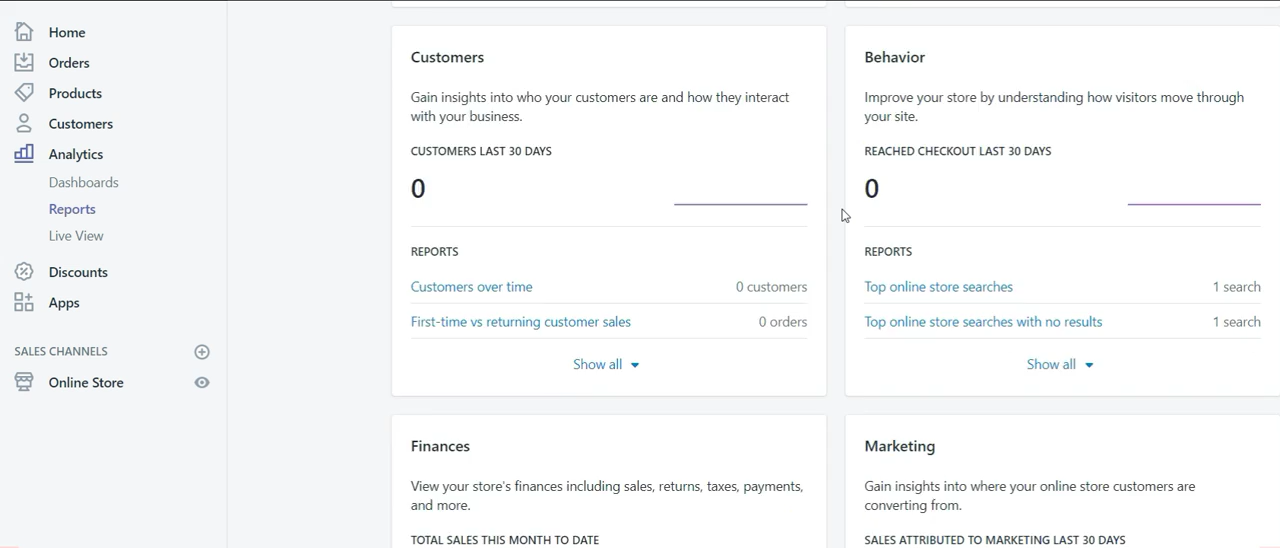 Home
Orders
Products
Customers
Analytics
Dashboards
Reports
Live View
Discounts
Apps
SALES CHANNELS
Online Store
Customers
Gain insights into who your customers are and how they interact
with your business.
CUSTOMERS LAST 30 DAYS
0
REPORTS
Customers over time 0 customers
First-time vs returning customer sales 0 orders
Show all
Behavior
Improve your store by understanding how visitors move through
your site.
REACHED CHECKOUT LAST 30 DAYS
0
REPORTS
Top online store searches 1 search
Top online store searches with no results 1 search
Show all
Finances
View your store's finances including sales, returns, taxes, payments,
and more.
TOTAL SALES THIS MONTH TO DATE
Marketing
Gain insights into where your online store customers are
converting from.
SALES ATTRIBUTED TO MARKETING LAST 30 DAYS